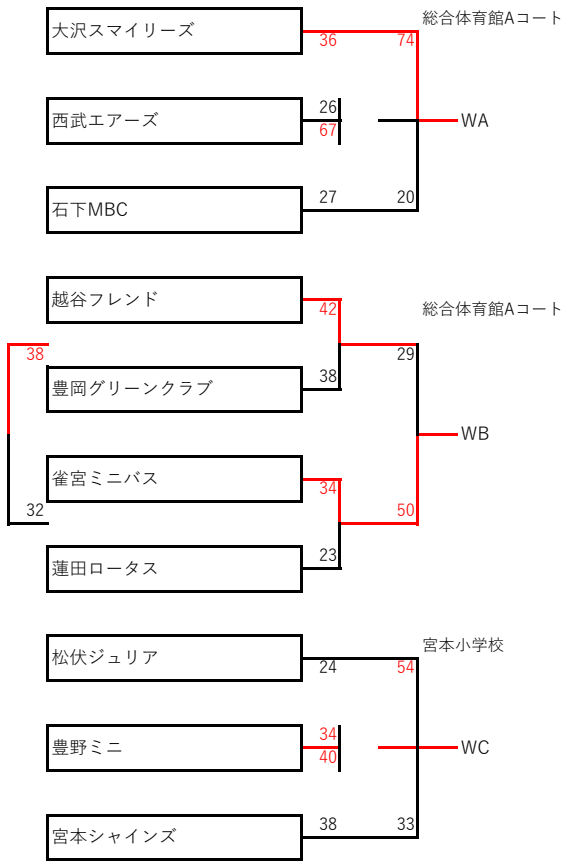 大沢スマイリーズ
総合体育館Aコート
36
74
西武エアーズ
26
67
WA
石下MBC
27
20
越谷フレンド
総合体育館Aコート
42
38
29
豊岡グリーンクラブ
38
WB
雀宮ミニバス
34
32
50
蓮田ロータス
23
松伏ジュリア
宮本小学校
24
54
豊野ミニ
34
40
WC
宮本シャインズ
38
33